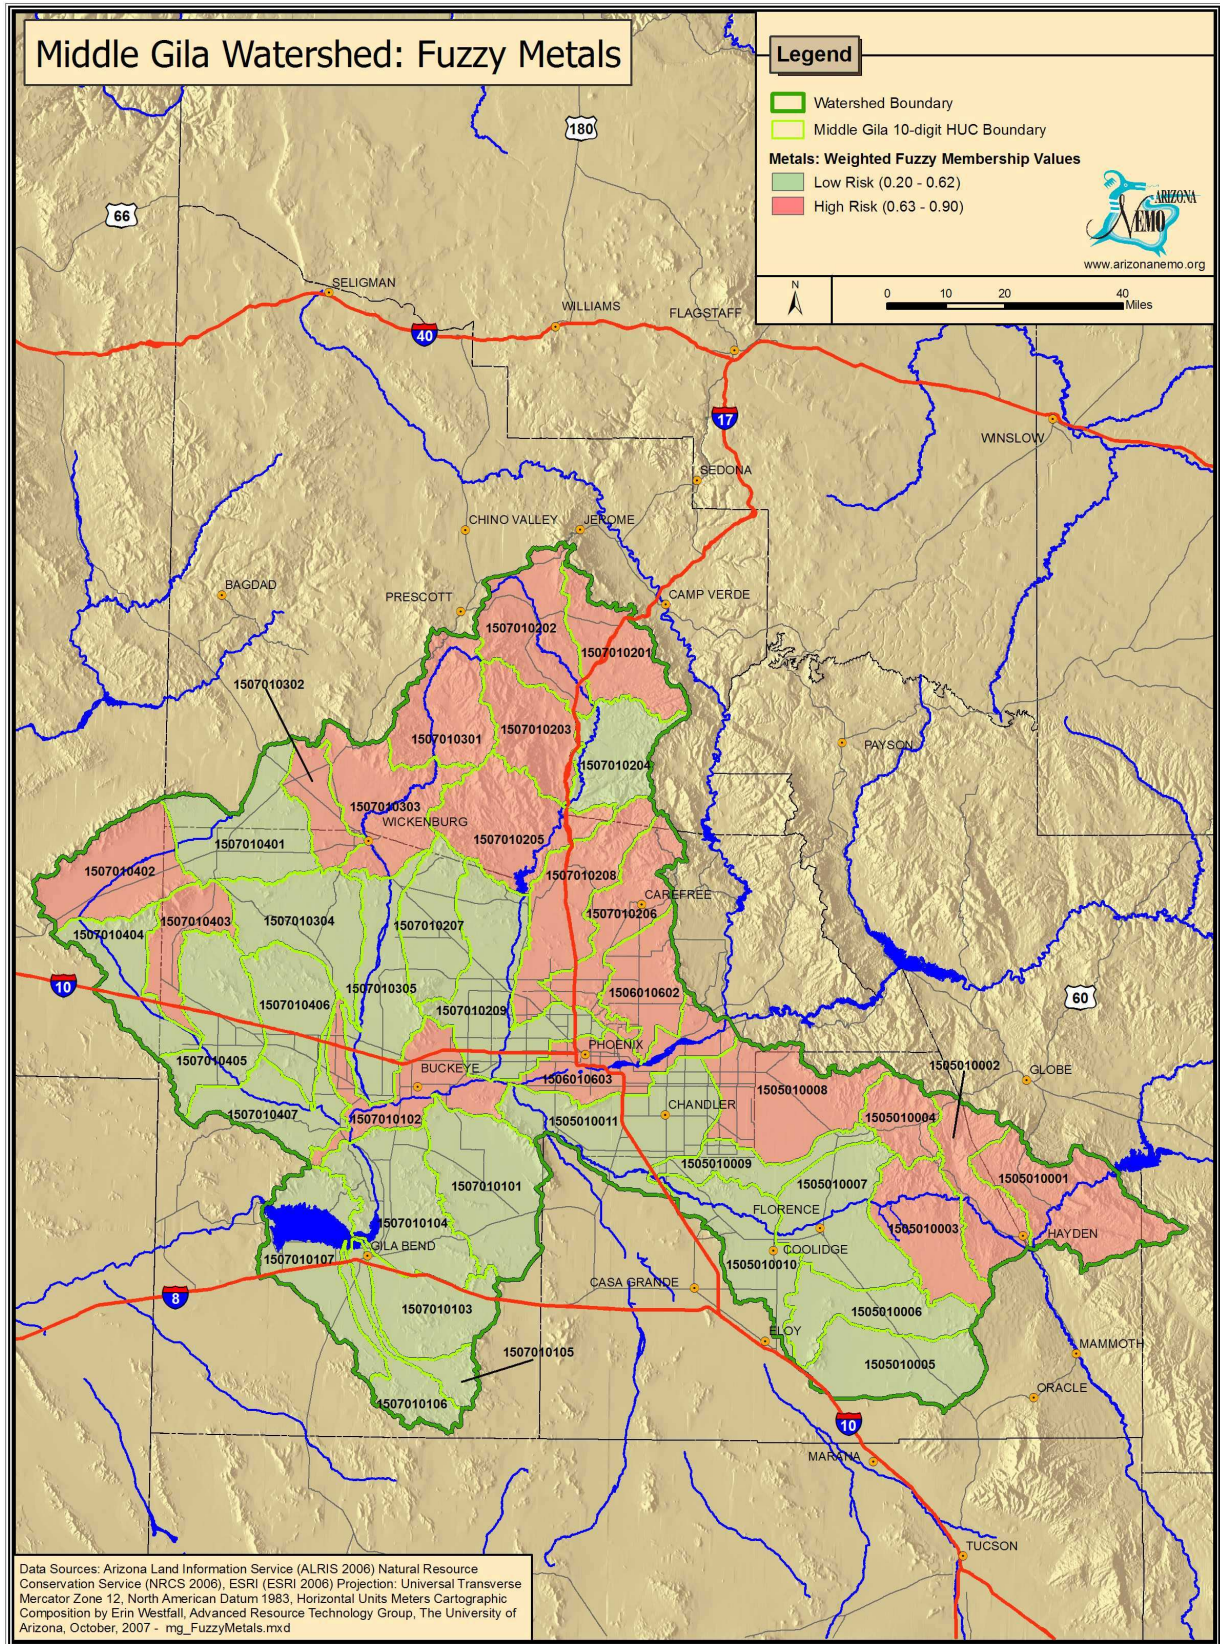 Middle Gila Watershed: Fuzzy Metals
Legend
Watershed Boundary
Middle Gila 10-digit HUC Boundary
Metals: Weighted Fuzzy Membership Values
Low Risk (0.20 - 0.62)
High Risk (0.63 - 0.90)
ARIZONA
NEMO
www.arizonanemo.org
N
0 10 20 40
Miles
180
66
SELIGMAN
WILLIAMS
FLAGSTAFF
40
17
WINSLOW
SEDONA
CHINO VALLEY
JEROME
BAGDAD
PRESCOTT
CAMP VERDE
1507010202
1507010201
1507010302
1507010301
1507010203
PAYSON
1507010204
1507010303
WICKENBURG
1507010401
1507010205
1507010402
1507010208
CAREFREE
1507010403
1507010304
1507010206
1507010404
1507010207
10
1507010305
1506010602
60
1507010406
1507010209
PHOENIX
1507010405
BUCKEYE
1506010603
1505010002
GLOBE
1505010008
1507010407
1507010102
CHANDLER
1505010011
1505010004
1505010009
1505010001
1507010101
1505010007
FLORENCE
1507010104
1505010003
HAYDEN
GILA BEND
COOLIDGE
1507010107
1505010010
CASA GRANDE
8
1507010103
1505010006
ELOY
MAMMOTH
1507010105
1505010005
ORACLE
1507010106
10
MARANA
TUCSON
Data Sources: Arizona Land Information Service (ALRIS 2006) Natural Resource
Conservation Service (NRCS 2006), ESRI (ESRI 2006) Projection: Universal Transverse
Mercator Zone 12, North American Datum 1983, Horizontal Units Meters Cartographic
Composition by Erin Westfall, Advanced Resource Technology Group, The University of
Arizona, October, 2007 - mg_FuzzyMetals.mxd